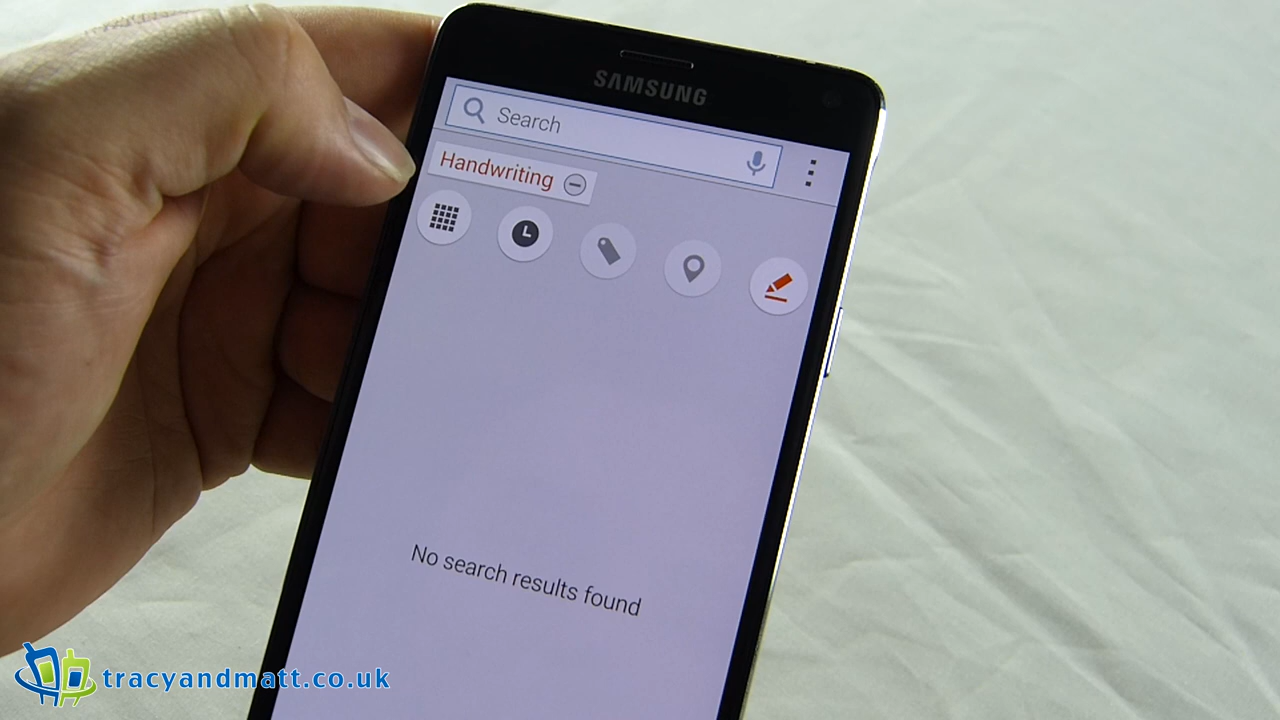 SAMSUNG
Search
Handwriting
No search results found
tracyandmatt.co.uk